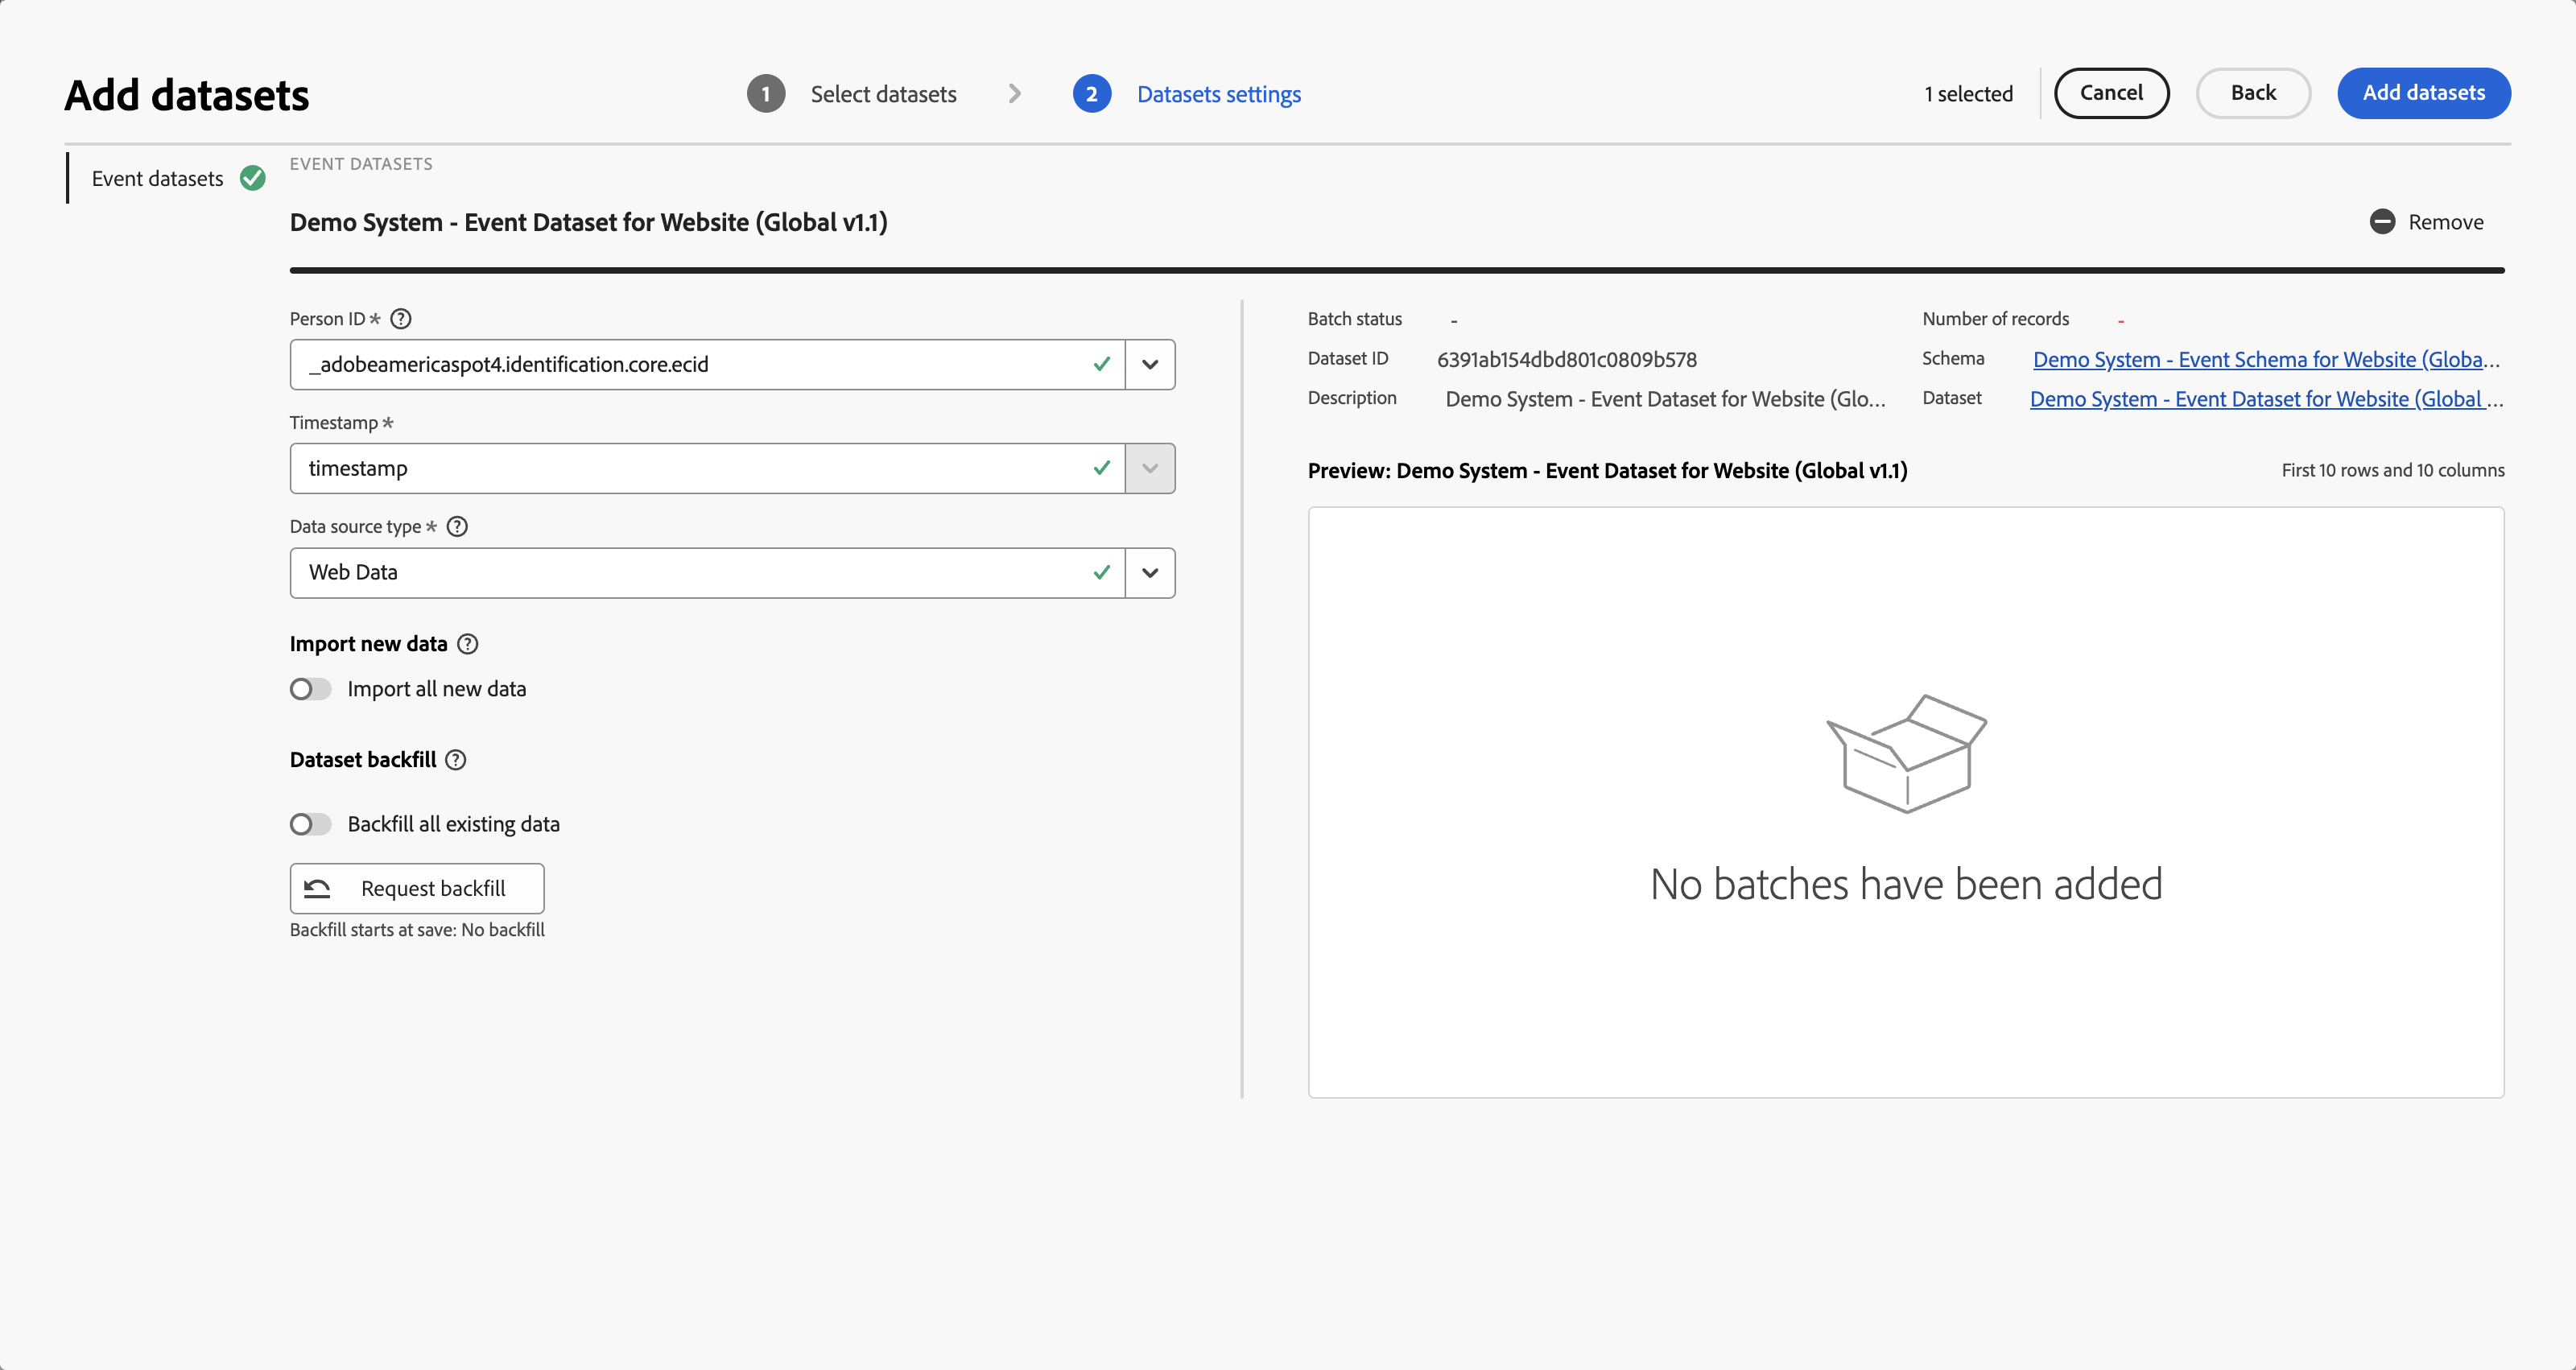 Add datasets
1 Select datasets
2 Datasets settings
1 selected
Cancel
Back
Add datasets
Event datasets
EVENT DATASETS
Demo System - Event Dataset for Website (Global v1.1)
Remove
Person ID *
_adobeamericaspot4.identification.core.ecid
Timestamp *
timestamp
Data source type *
Web Data
Import new data
Import all new data
Dataset backfill
Backfill all existing data
Request backfill
Backfill starts at save: No backfill
Batch status -
Number of records -
Dataset ID 6391ab154dbd801c0809b578
Schema Demo System - Event Schema for Website (Globa...
Description Demo System - Event Dataset for Website (Glo...
Dataset Demo System - Event Dataset for Website (Global ...
Preview: Demo System - Event Dataset for Website (Global v1.1)
First 10 rows and 10 columns
No batches have been added